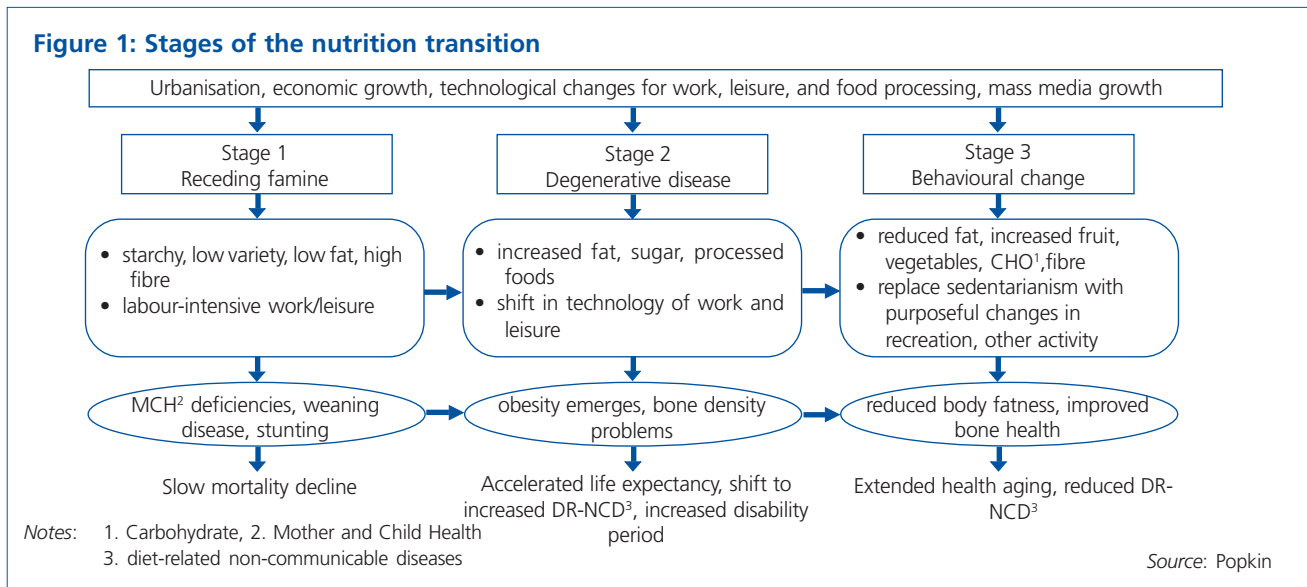 Figure 1: Stages of the nutrition transition
Urbanisation, economic growth, technological changes for work, leisure, and food processing, mass media growth
Stage 1
Receding famine
Stage 2
Degenerative disease
Stage 3
Behavioural change
• starchy, low variety, low fat, high
fibre
• labour-intensive work/leisure
• increased fat, sugar, processed
foods
• shift in technology of work and
leisure
• reduced fat, increased fruit,
vegetables, CHO¹,fibre
• replace sedentarianism with
purposeful changes in
recreation, other activity
MCH² deficiencies, weaning
disease, stunting
obesity emerges, bone density
problems
reduced body fatness, improved
bone health
Slow mortality decline
Accelerated life expectancy, shift to
increased DR-NCD³, increased disability
period
Extended health aging, reduced DR-
NCD³
Notes: 1. Carbohydrate, 2. Mother and Child Health
3. diet-related non-communicable diseases
Source: Popkin